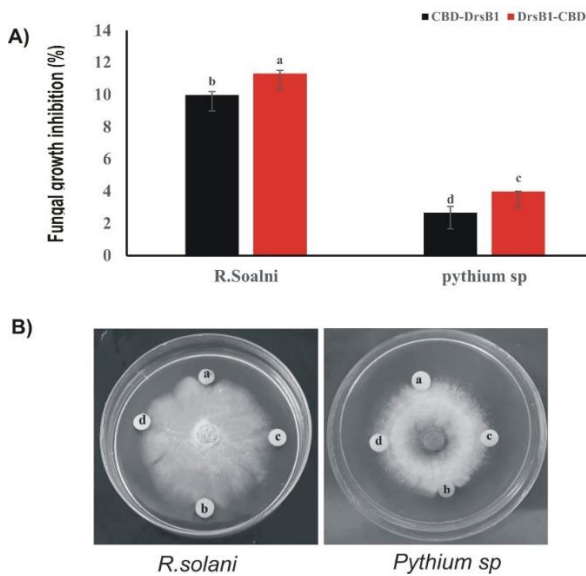 CBD-DrsB1 DrsB1-CBD
A)
Fungal growth inhibition (%)
14
12
10
8
6
4
2
0
b
a
d
c
R.Soalni pythium sp
B)
a
d
c
b
a
d
c
b
R.solani Pythium sp